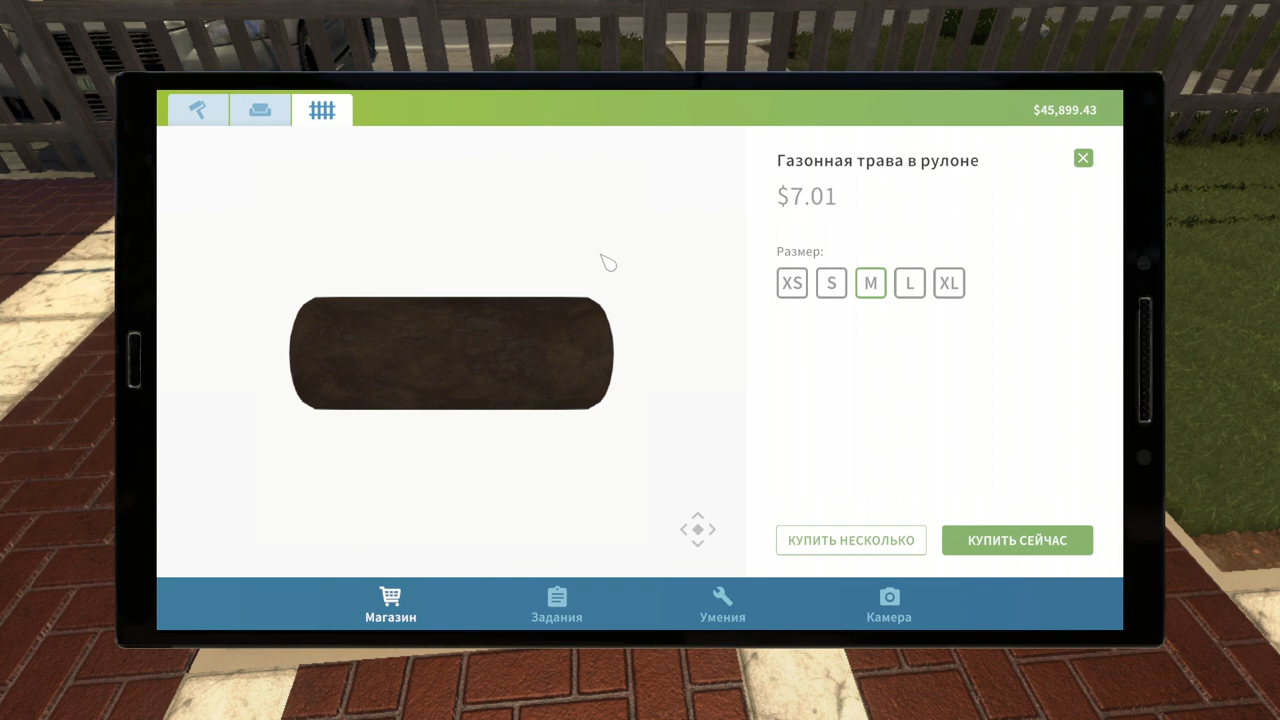 $45,899.43
Газонная трава в рулоне
$7.01
Размер:
XS S M L XL
КУПИТЬ НЕСКОЛЬКО КУПИТЬ СЕЙЧАС
Магазин Задания Умения Камера